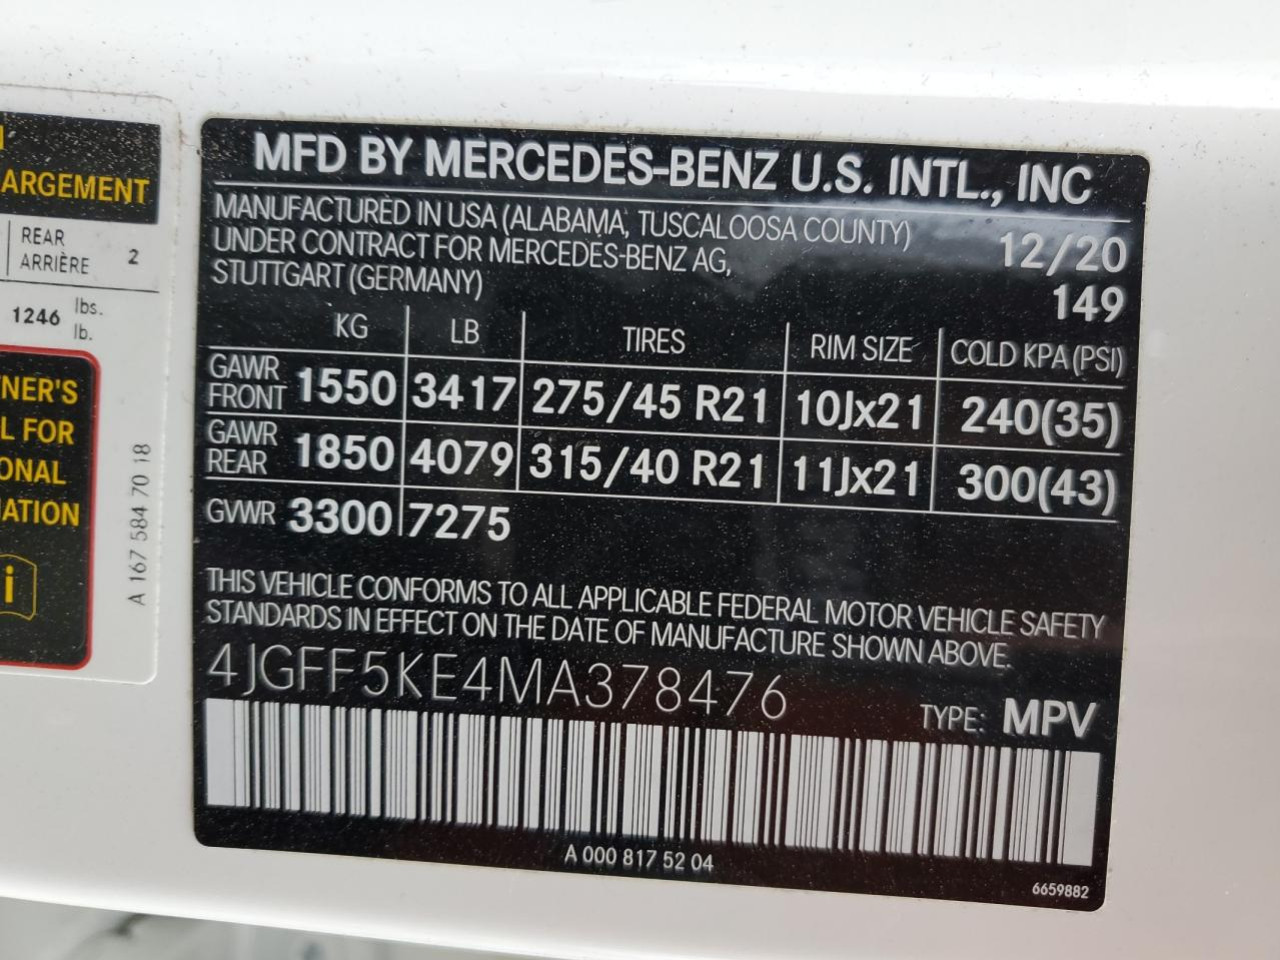 ARGEMENT
REAR
ARRIÈRE 2
1246 lbs.
lb.
NER'S
L FOR
ONAL
ATION
i
A 167 584 70 18
MFD BY MERCEDES-BENZ U.S. INTL., INC
MANUFACTURED IN USA (ALABAMA, TUSCALOOSA COUNTY)
UNDER CONTRACT FOR MERCEDES-BENZ AG,
STUTTGART (GERMANY)
12/20
149
KG LB TIRES RIM SIZE COLD KPA (PSI)
GAWR
FRONT 1550 3417 275/45 R21 10Jx21 240(35)
GAWR
REAR 1850 4079 315/40 R21 11Jx21 300(43)
GVWR 3300 7275
THIS VEHICLE CONFORMS TO ALL APPLICABLE FEDERAL MOTOR VEHICLE SAFETY
STANDARDS IN EFFECT ON THE DATE OF MANUFACTURE SHOWN ABOVE.
4JGFF5KE4MA378476
TYPE: MPV
A 000 817 52 04
6659882